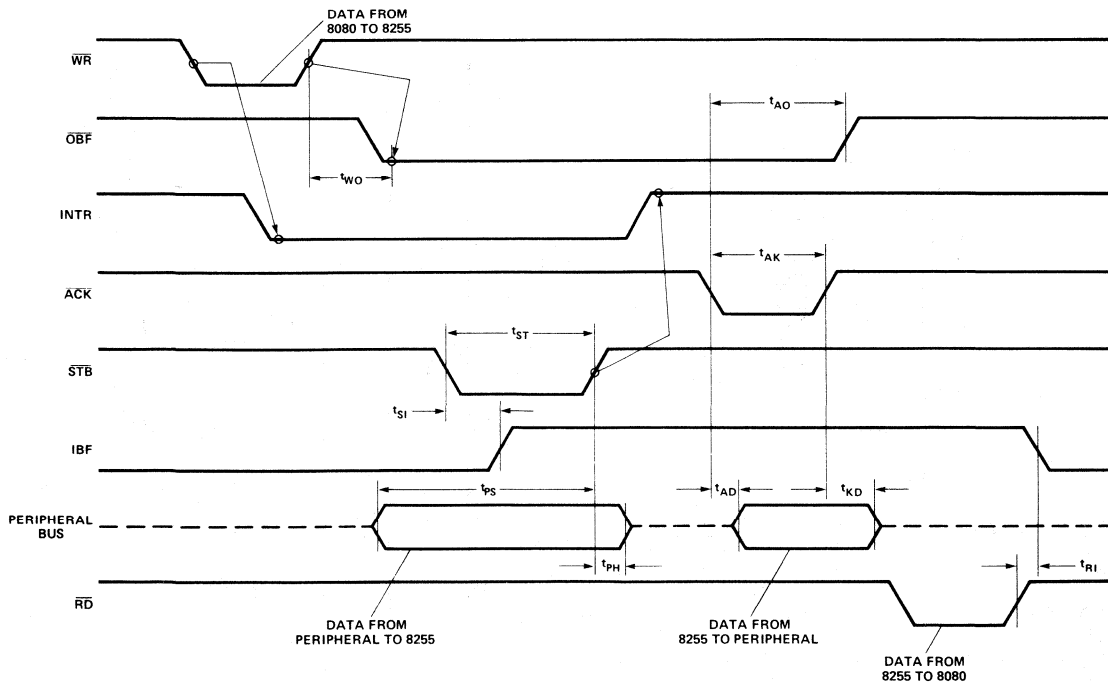 DATA FROM
8080 TO 8255
WR
tAO
OBF
tWO
INTR
tAK
ACK
tST
STB
tSI
IBF
tPS
tAD
tKD
PERIPHERAL
BUS
tPH
tRI
RD
DATA FROM
PERIPHERAL TO 8255
DATA FROM
8255 TO PERIPHERAL
DATA FROM
8255 TO 8080